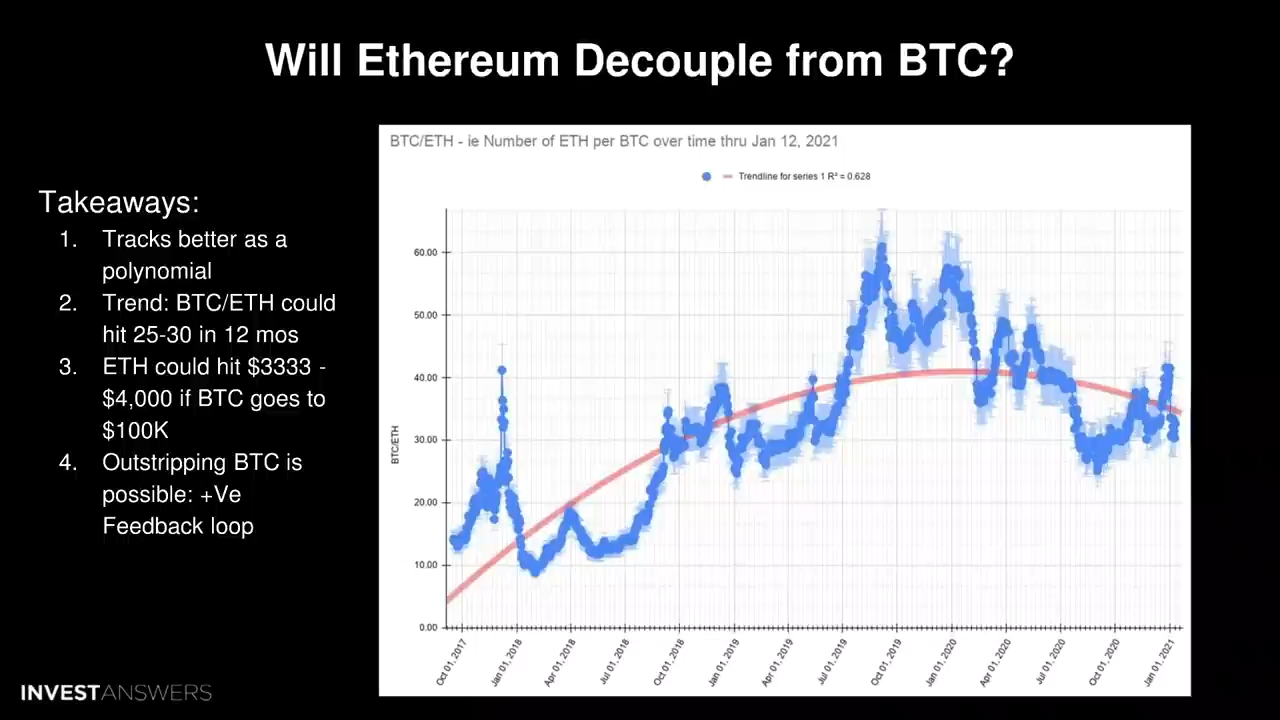 Will Ethereum Decouple from BTC?
Takeaways:
1. Tracks better as a
polynomial
2. Trend: BTC/ETH could
hit 25-30 in 12 mos
3. ETH could hit $3333 -
$4,000 if BTC goes to
$100K
4. Outstripping BTC is
possible: +Ve
Feedback loop
BTC/ETH - ie Number of ETH per BTC over time thru Jan 12, 2021
Trendline for series 1 R² = 0.628
60.00
50.00
40.00
30.00
20.00
10.00
0.00
BTC/ETH
Oct 01, 2017
Jan 01, 2018
Apr 01, 2018
Jul 01, 2018
Oct 01, 2018
Jan 01, 2019
Apr 01, 2019
Jul 01, 2019
Oct 01, 2019
Jan 01, 2020
Apr 01, 2020
Jul 01, 2020
Oct 01, 2020
Jan 01, 2021
INVESTANSWERS